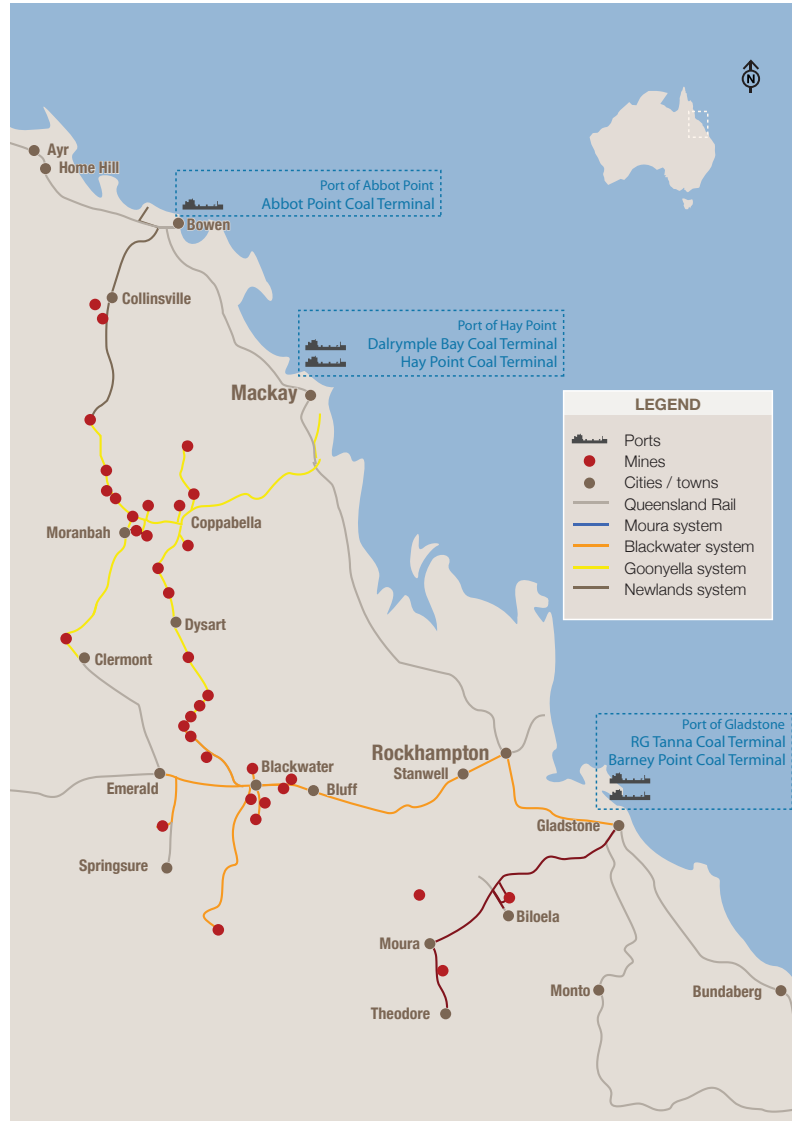 N
Ayr
Home Hill
Port of Abbot Point
Abbot Point Coal Terminal
Bowen
Collinsville
Port of Hay Point
Dalrymple Bay Coal Terminal
Hay Point Coal Terminal
Mackay
LEGEND
Ports
Mines
Cities / towns
Queensland Rail
Moura system
Blackwater system
Goonyella system
Newlands system
Coppabella
Moranbah
Dysart
Clermont
Port of Gladstone
RG Tanna Coal Terminal
Barney Point Coal Terminal
Rockhampton
Stanwell
Blackwater
Emerald
Bluff
Gladstone
Springsure
Biloela
Moura
Monto
Bundaberg
Theodore